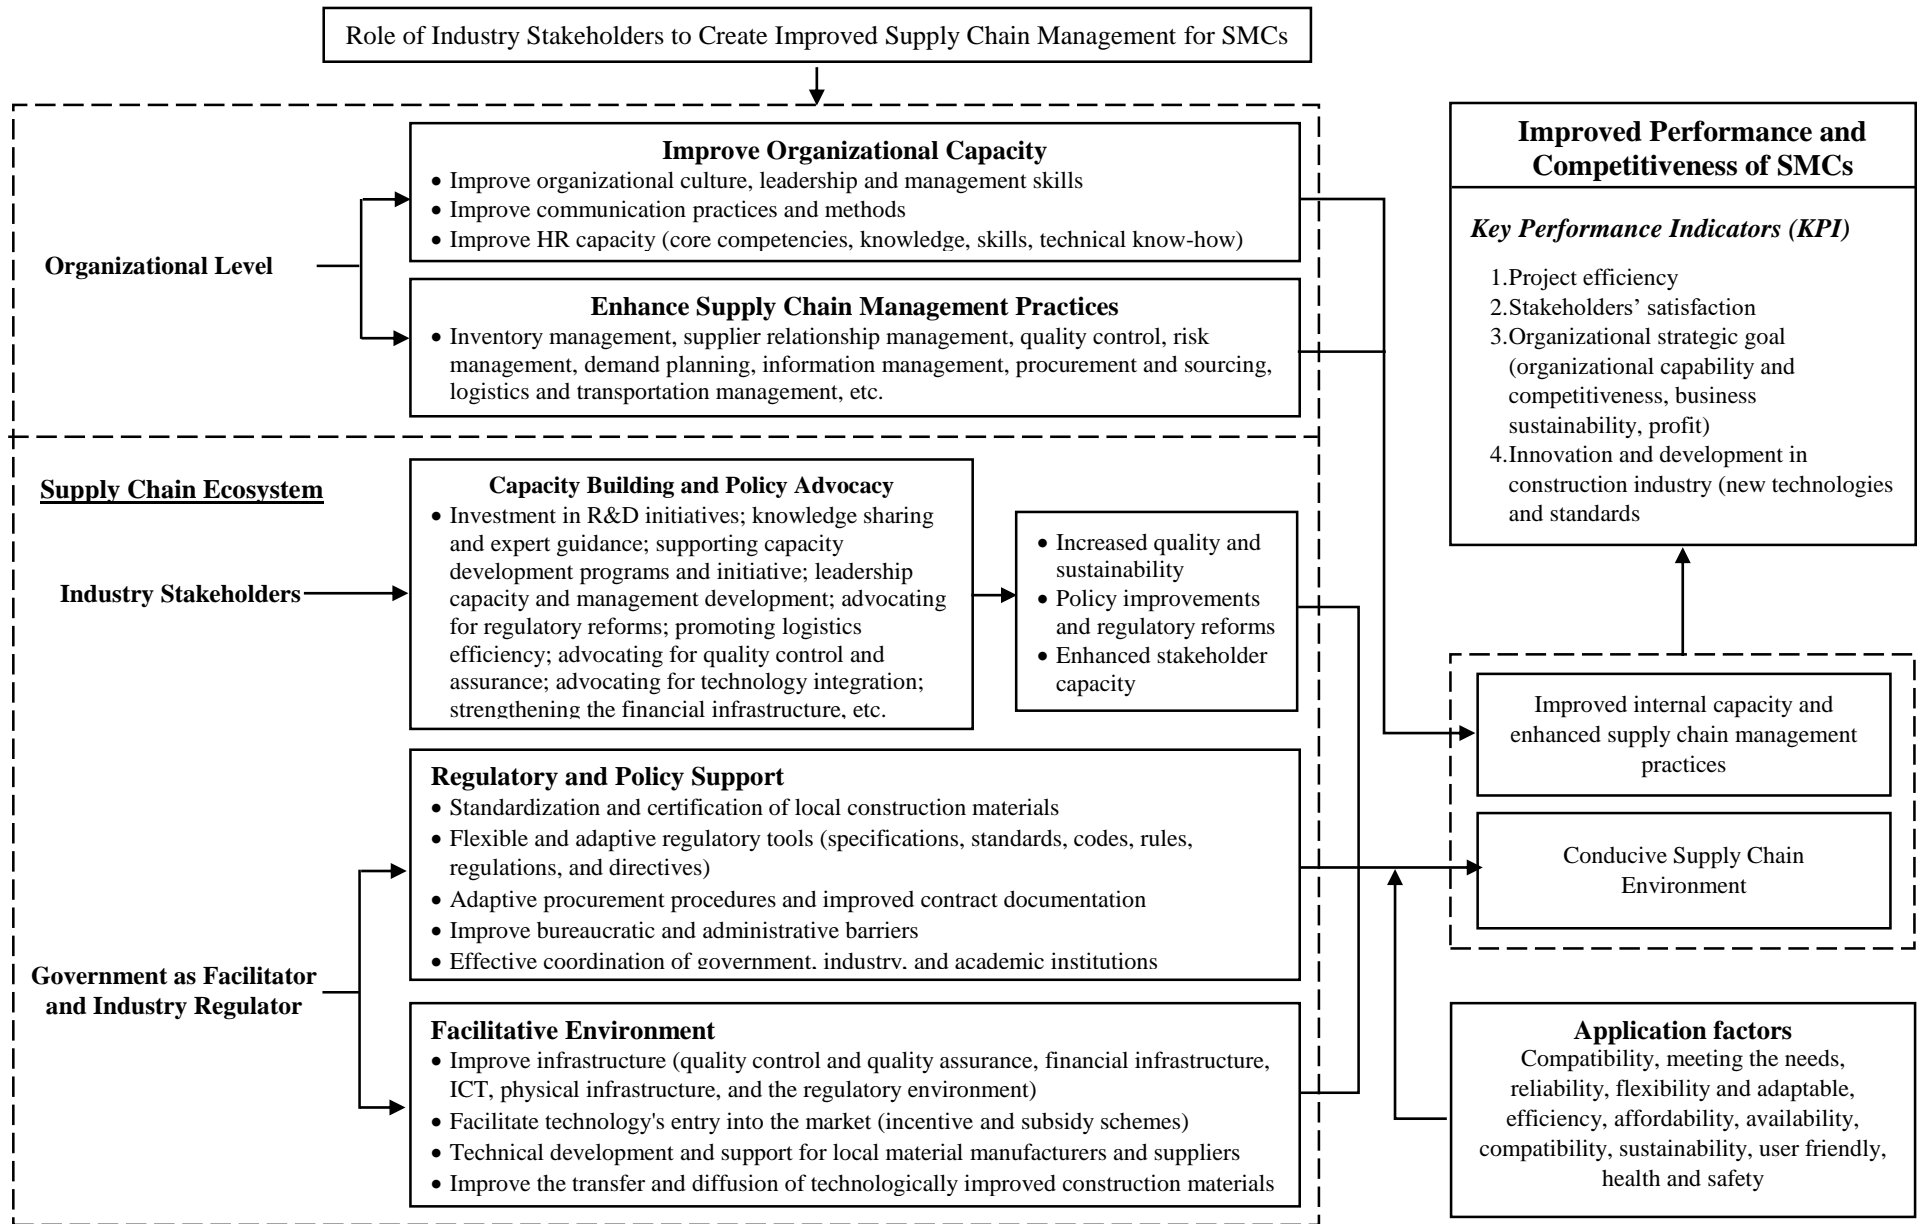 Role of Industry Stakeholders to Create Improved Supply Chain Management for SMCs
Organizational Level
Improve Organizational Capacity
• Improve organizational culture, leadership and management skills
• Improve communication practices and methods
• Improve HR capacity (core competencies, knowledge, skills, technical know-how)
Enhance Supply Chain Management Practices
• Inventory management, supplier relationship management, quality control, risk
management, demand planning, information management, procurement and sourcing,
logistics and transportation management, etc.
Supply Chain Ecosystem
Industry Stakeholders
Capacity Building and Policy Advocacy
• Investment in R&D initiatives; knowledge sharing
and expert guidance; supporting capacity
development programs and initiative; leadership
capacity and management development; advocating
for regulatory reforms; promoting logistics
efficiency; advocating for quality control and
assurance; advocating for technology integration;
strengthening the financial infrastructure, etc.
• Increased quality and
sustainability
• Policy improvements
and regulatory reforms
• Enhanced stakeholder
capacity
Government as Facilitator
and Industry Regulator
Regulatory and Policy Support
• Standardization and certification of local construction materials
• Flexible and adaptive regulatory tools (specifications, standards, codes, rules,
regulations, and directives)
• Adaptive procurement procedures and improved contract documentation
• Improve bureaucratic and administrative barriers
• Effective coordination of government, industry, and academic institutions
Facilitative Environment
• Improve infrastructure (quality control and quality assurance, financial infrastructure,
ICT, physical infrastructure, and the regulatory environment)
• Facilitate technology's entry into the market (incentive and subsidy schemes)
• Technical development and support for local material manufacturers and suppliers
• Improve the transfer and diffusion of technologically improved construction materials
Improved Performance and
Competitiveness of SMCs
Key Performance Indicators (KPI)
1.Project efficiency
2.Stakeholders’ satisfaction
3.Organizational strategic goal
(organizational capability and
competitiveness, business
sustainability, profit)
4.Innovation and development in
construction industry (new technologies
and standards
Improved internal capacity and
enhanced supply chain management
practices
Conducive Supply Chain
Environment
Application factors
Compatibility, meeting the needs,
reliability, flexibility and adaptable,
efficiency, affordability, availability,
compatibility, sustainability, user friendly,
health and safety